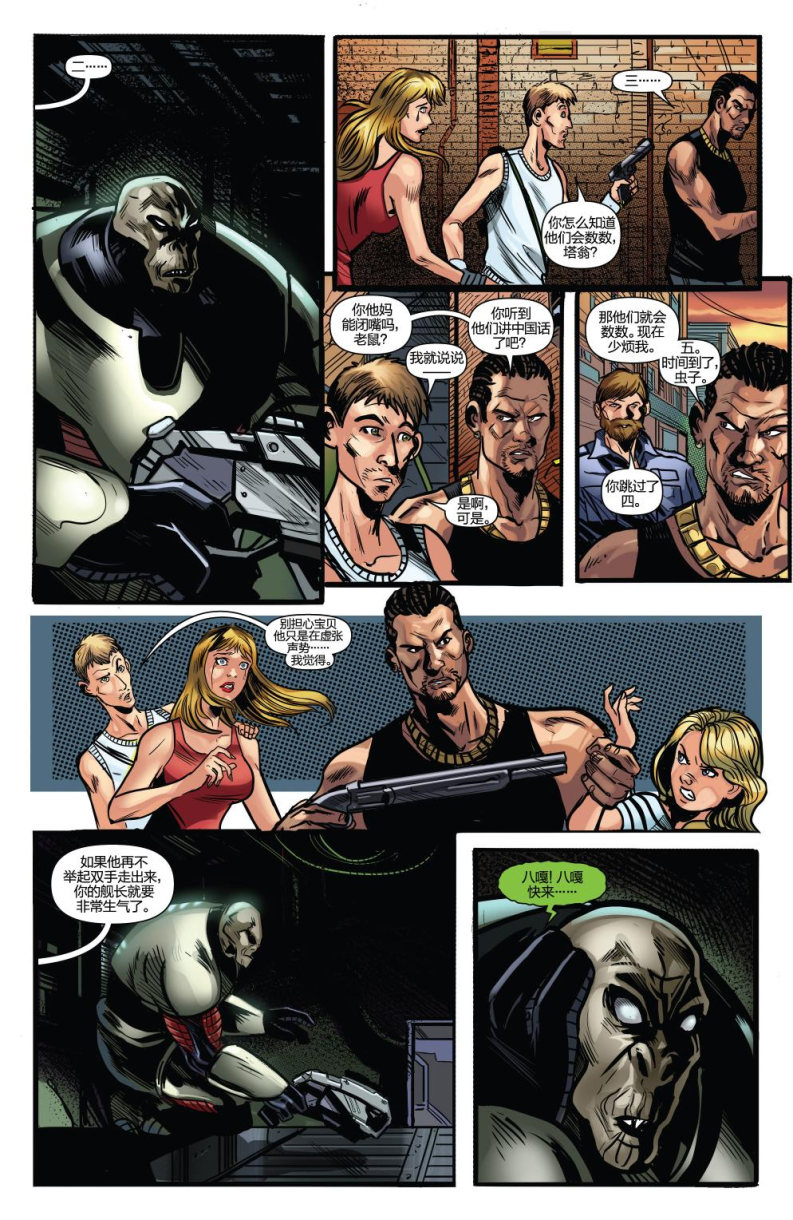 二……
三……
你怎么知道
他们会数数，
塔翁？
你他妈
能闭嘴吗，
老鼠？
你听到
他们讲中国话
了吧？
我就说说
——
是啊，
可是。
那他们就会
数数。现在
少烦我。
五。
时间到了，
虫子。
你跳过了
四。
别担心宝贝
他只是在虚张
声势……
我觉得。
如果他再不
举起双手走出来，
你的舰长就要
非常生气了。
八嘎！八嘎
快来……